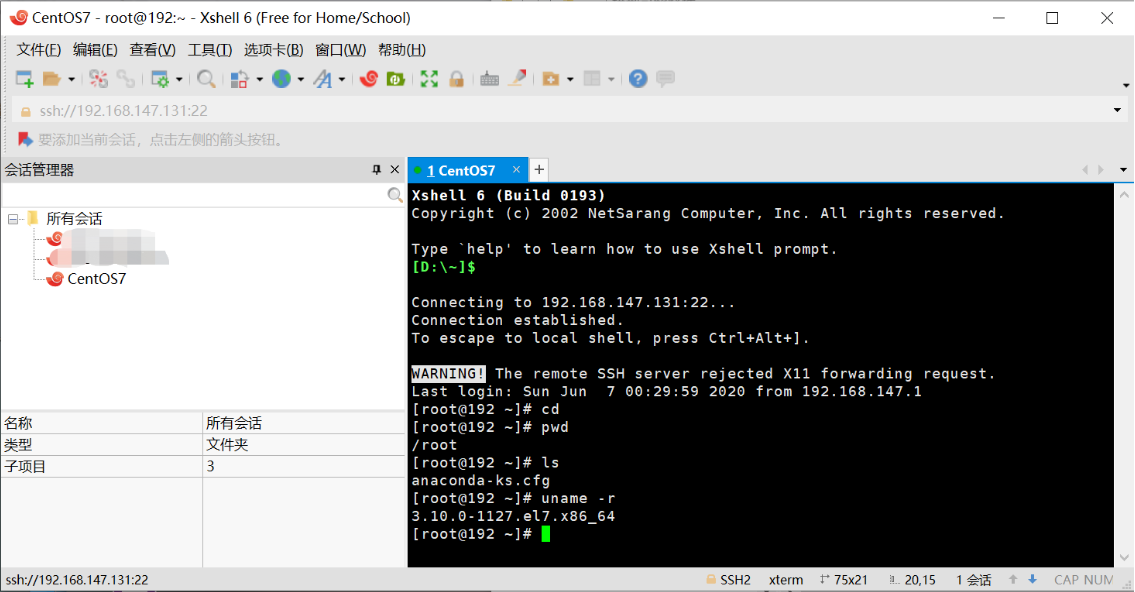 CentOS7 - root@192:~ - Xshell 6 (Free for Home/School)
文件(F) 编辑(E) 查看(V) 工具(T) 选项卡(B) 窗口(W) 帮助(H)
ssh://192.168.147.131:22
要添加当前会话，点击左侧的箭头按钮。
会话管理器
1 CentOS7
所有会话
CentOS7
名称 所有会话
类型 文件夹
子项目 3
Xshell 6 (Build 0193)
Copyright (c) 2002 NetSarang Computer, Inc. All rights reserved.
Type `help' to learn how to use Xshell prompt.
[D:\~]$
Connecting to 192.168.147.131:22...
Connection established.
To escape to local shell, press Ctrl+Alt+].
WARNING! The remote SSH server rejected X11 forwarding request.
Last login: Sun Jun  7 00:29:59 2020 from 192.168.147.1
[root@192 ~]# cd
[root@192 ~]# pwd
/root
[root@192 ~]# ls
anaconda-ks.cfg
[root@192 ~]# uname -r
3.10.0-1127.el7.x86_64
[root@192 ~]#
ssh://192.168.147.131:22 SSH2 xterm 75x21 20,15 1 会话 CAP NUM